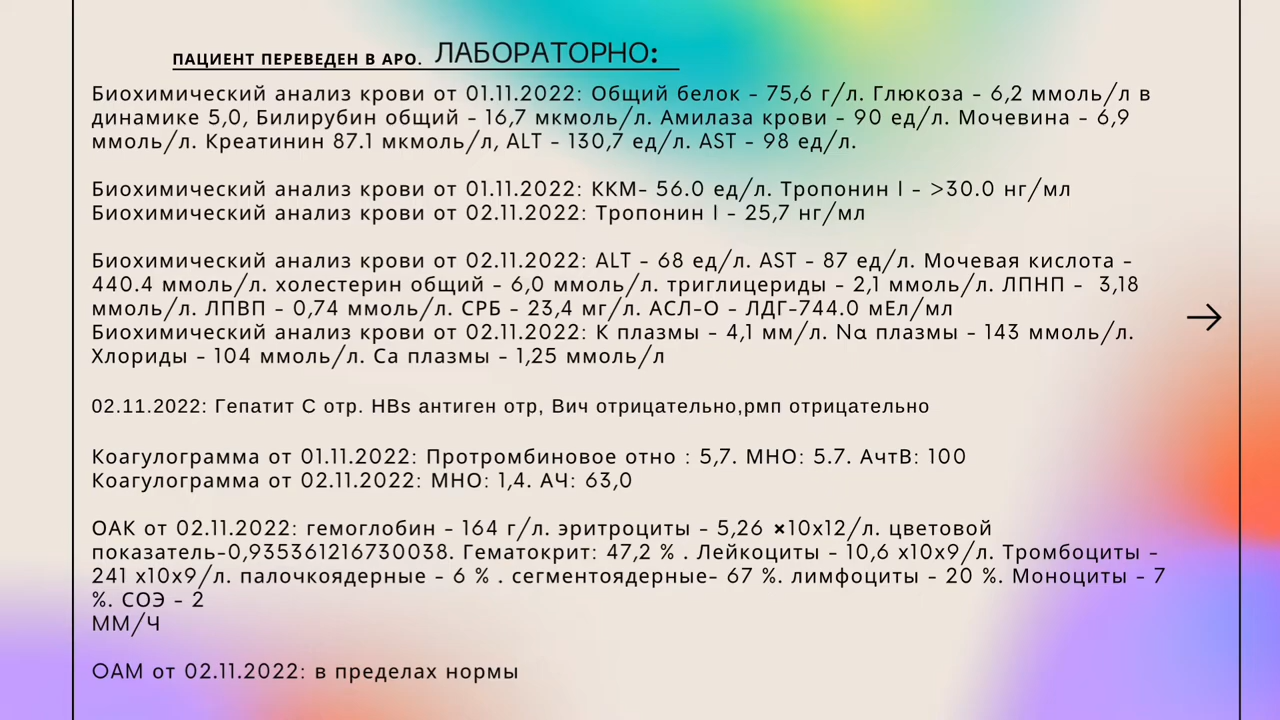 ПАЦИЕНТ ПЕРЕВЕДЕН В АРО. ЛАБОРАТОРНО:
Биохимический анализ крови от 01.11.2022: Общий белок – 75,6 г/л. Глюкоза – 6,2 ммоль/л в
динамике 5,0, Билирубин общий – 16,7 мкмоль/л. Амилаза крови – 90 ед/л. Мочевина – 6,9
ммоль/л. Креатинин 87.1 мкмоль/л, ALT – 130,7 ед/л. AST – 98 ед/л.
Биохимический анализ крови от 01.11.2022: ККМ- 56.0 ед/л. Тропонин I - >30.0 нг/мл
Биохимический анализ крови от 02.11.2022: Тропонин I – 25,7 нг/мл
Биохимический анализ крови от 02.11.2022: ALT – 68 ед/л. AST – 87 ед/л. Мочевая кислота –
440.4 ммоль/л. холестерин общий – 6,0 ммоль/л. триглицериды – 2,1 ммоль/л. ЛПНП – 3,18
ммоль/л. ЛПВП – 0,74 ммоль/л. СРБ – 23,4 мг/л. АСЛ-О – ЛДГ-744.0 мЕл/мл
Биохимический анализ крови от 02.11.2022: К плазмы – 4,1 мм/л. Na плазмы – 143 ммоль/л.
Хлориды – 104 ммоль/л. Са плазмы – 1,25 ммоль/л
02.11.2022: Гепатит С отр. HBs антиген отр, Вич отрицательно,рмп отрицательно
Коагулограмма от 01.11.2022: Протромбиновое отно : 5,7. МНО: 5.7. АчтВ: 100
Коагулограмма от 02.11.2022: МНО: 1,4. АЧ: 63,0
ОАК от 02.11.2022: гемоглобин – 164 г/л. эритроциты – 5,26 ×10х12/л. цветовой
показатель-0,935361216730038. Гематокрит: 47,2 % . Лейкоциты – 10,6 х10х9/л. Тромбоциты –
241 х10х9/л. палочкоядерные – 6 % . сегментоядерные- 67 %. лимфоциты – 20 %. Моноциты – 7
%. СОЭ – 2
ММ/Ч
ОАМ от 02.11.2022: в пределах нормы